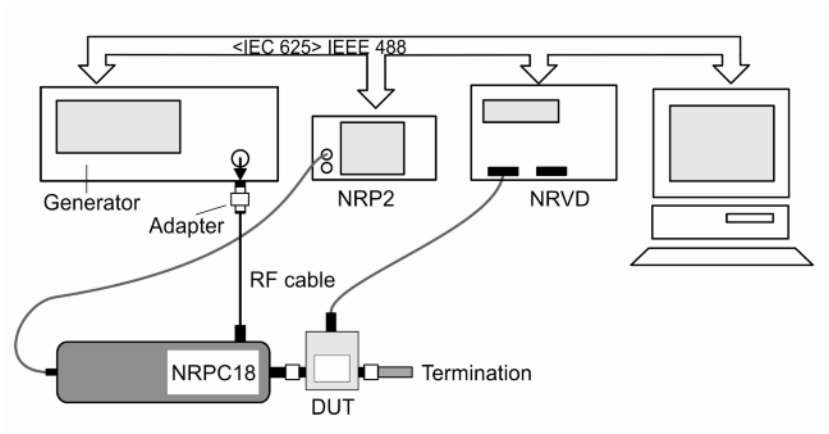 <IEC 625> IEEE 488
Generator
Adapter
NRP2
NRVD
RF cable
NRPC18
Termination
DUT